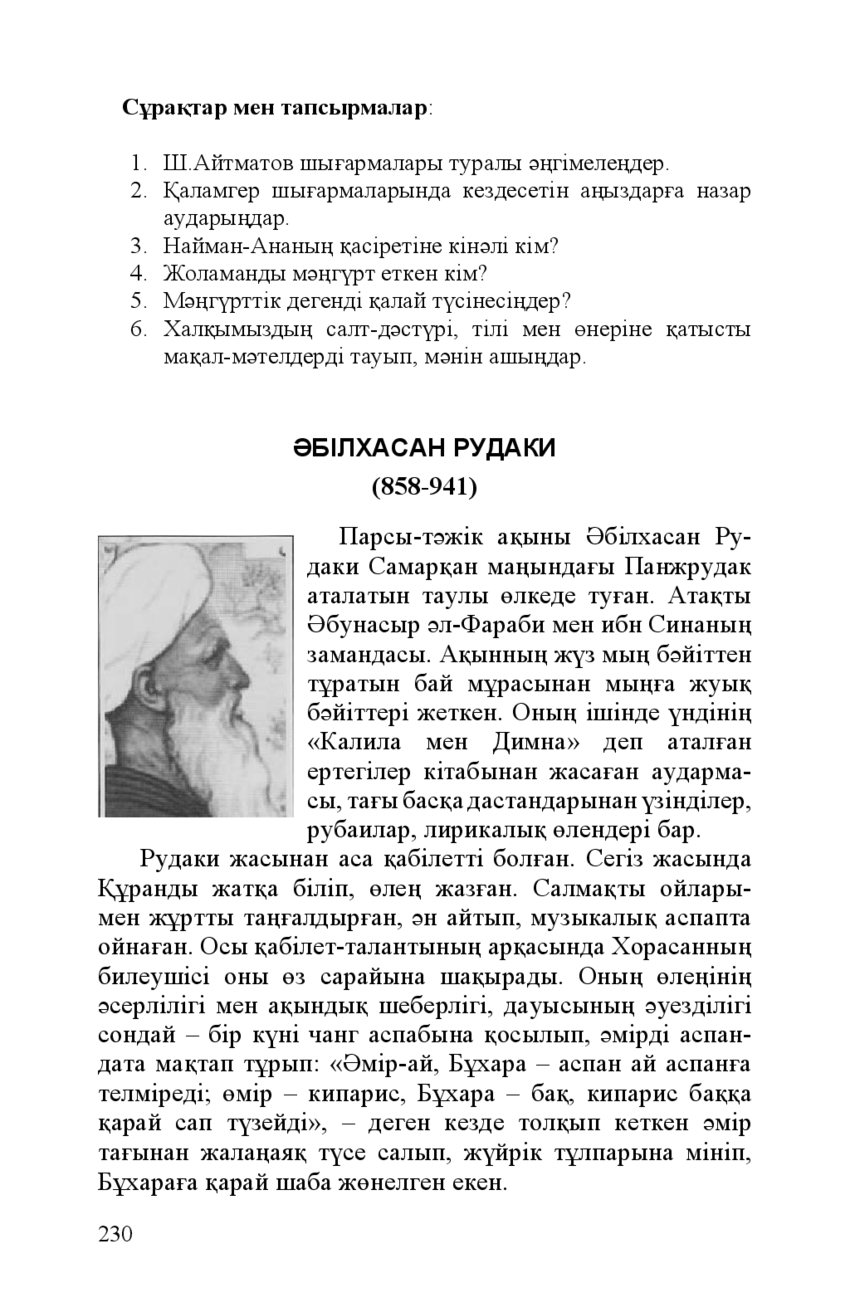 Сұрақтар мен тапсырмалар:
1. Ш.Айтматов шығармалары туралы әңгімелеңдер.
2. Қаламгер шығармаларында кездесетін аңыздарға назар
аударыңдар.
3. Найман-Ананың қасіретіне кінәлі кім?
4. Жоламанды мәңгүрт еткен кім?
5. Мәңгүрттік дегенді қалай түсінесіңдер?
6. Халқымыздың салт-дәстүрі, тілі мен өнеріне қатысты
мақал-мәтелдерді тауып, мәнін ашыңдар.
ӘБІЛХАСАН РУДАКИ
(858-941)
Парсы-тәжік ақыны Әбілхасан Ру-
даки Самарқан маңындағы Панжрудак
аталатын таулы өлкеде туған. Атақты
Әбунасыр әл-Фараби мен ибн Синаның
замандасы. Ақынның жүз мың бәйіттен
тұратын бай мұрасынан мыңға жуық
бәйіттері жеткен. Оның ішінде үндінің
«Калила мен Димна» деп аталған
ертегілер кітабынан жасаған аударма-
сы, тағы басқа дастандарынан үзінділер,
рубаилар, лирикалық өлендері бар.
Рудаки жасынан аса қабілетті болған. Сегіз жасында
Құранды жатқа біліп, өлең жазған. Салмақты ойлары-
мен жұртты таңғалдырған, ән айтып, музыкалық аспапта
ойнаған. Осы қабілет-талантының арқасында Хорасанның
билеушісі оны өз сарайына шақырады. Оның өлеңінің
әсерлілігі мен ақындық шеберлігі, дауысының әуезділігі
сондай – бір күні чанг аспабына қосылып, әмірді аспан-
дата мақтап тұрып: «Әмір-ай, Бұхара – аспан ай аспанға
телміреді; өмір – кипарис, Бұхара – бақ, кипарис баққа
қарай сап түзейді», – деген кезде толқып кеткен әмір
тағынан жалаңаяқ түсе салып, жүйрік тұлпарына мініп,
Бұхараға қарай шаба жөнелген екен.
230